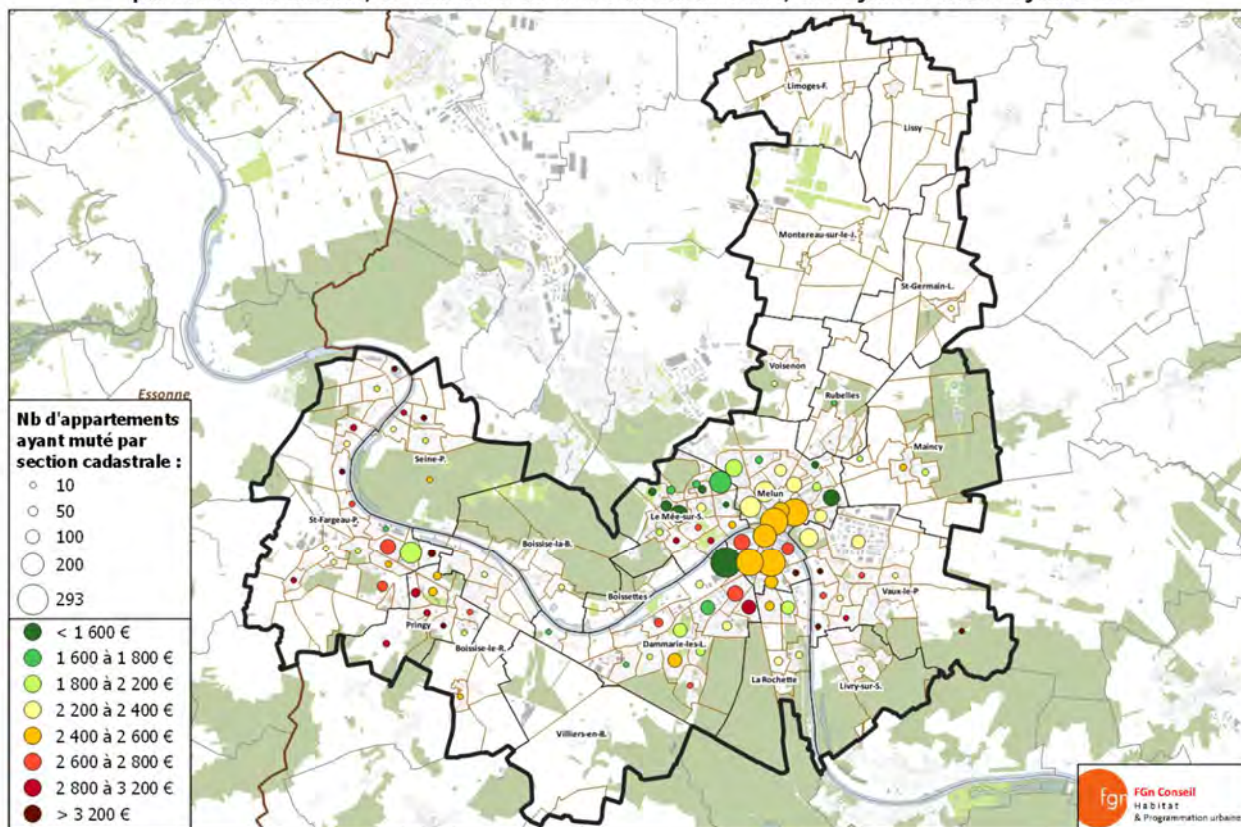 Limoges-F.
Lissy
Montereau-sur-le-J.
St-Germain-L.
Voisenon
Rubelles
Essonne
Maincy
Nb d'appartements
ayant muté par
section cadastrale :
10
50
100
200
293
Seine-P.
Melun
Le Mée-sur-S.
St-Fargeau-P.
Boissise-la-B.
Boissettes
Vaux-le-P
Pringy
Boissise-le-R.
Dammarie-les-L.
La Rochette
Livry-sur-S.
Villiers-en-B.
< 1 600 €
1 600 à 1 800 €
1 800 à 2 200 €
2 200 à 2 400 €
2 400 à 2 600 €
2 600 à 2 800 €
2 800 à 3 200 €
> 3 200 €
fgn
FGn Conseil
Habitat
& Programmation urbaine